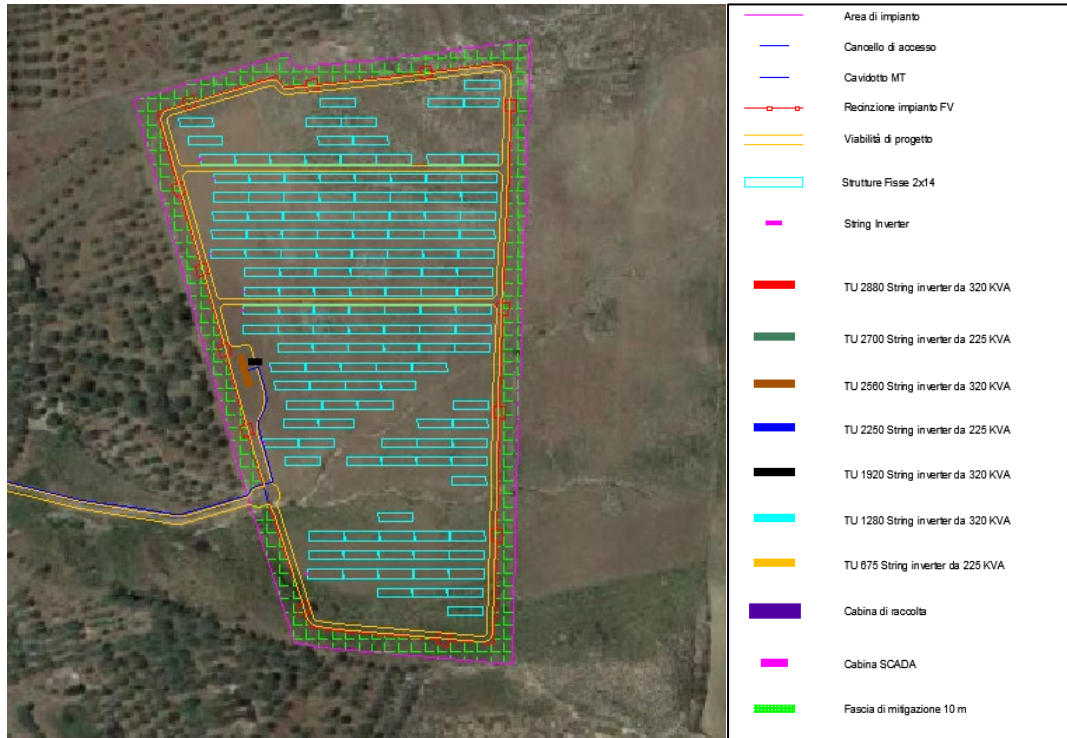 Area di impianto
Cancello di accesso
Cavidotto MT
Recinzione impianto FV
Viabilità di progetto
Strutture Fisse 2x14
String Inverter
TU 2880 String inverter da 320 KVA
TU 2700 String inverter da 225 KVA
TU 2560 String inverter da 320 KVA
TU 2250 String inverter da 225 KVA
TU 1920 String inverter da 320 KVA
TU 1280 String inverter da 320 KVA
TU 675 String inverter da 225 KVA
Cabina di raccolta
Cabina SCADA
Fascia di mitigazione 10 m